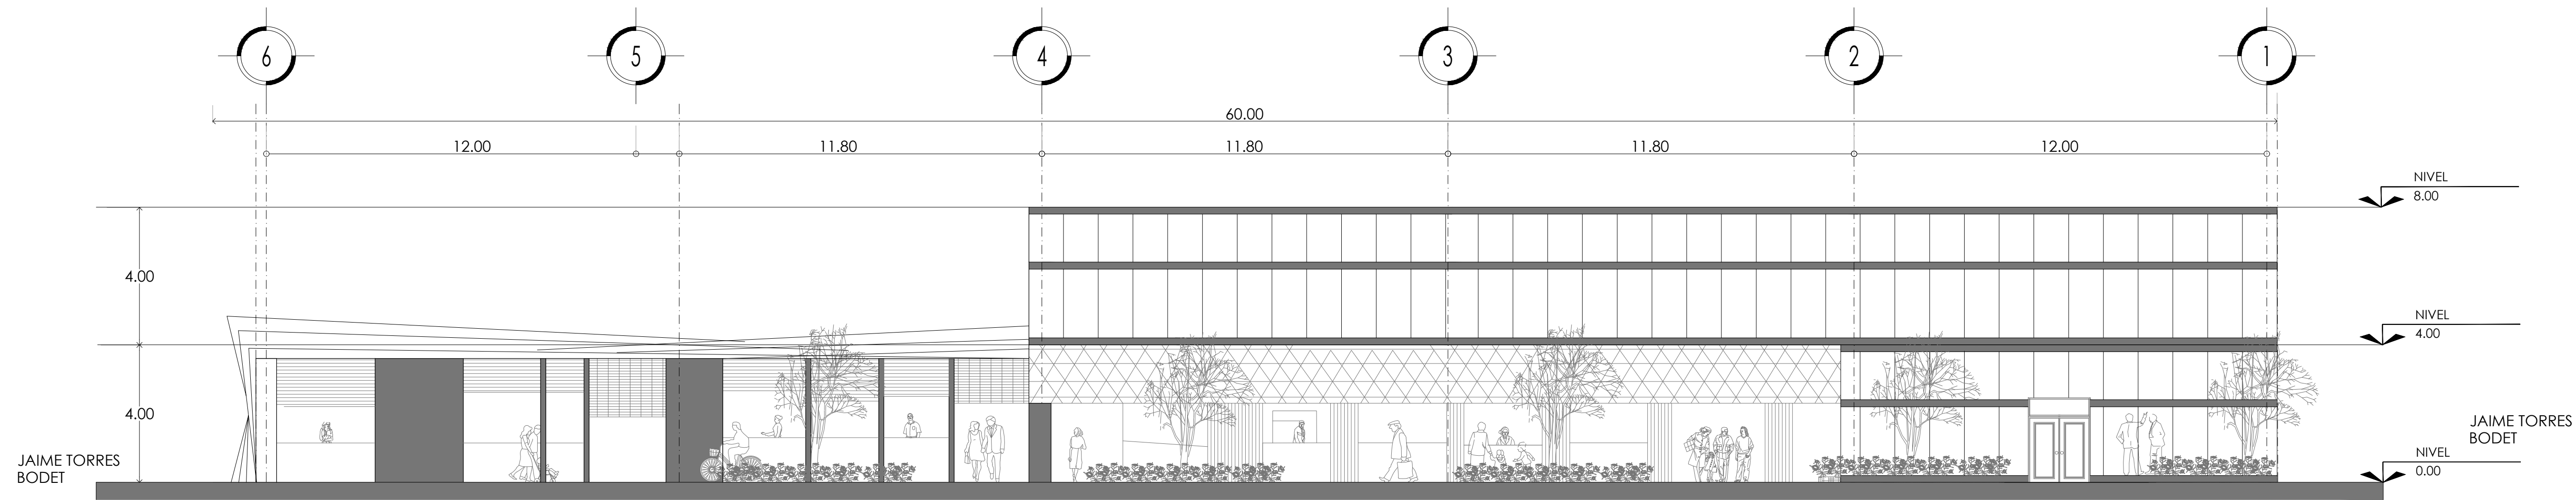 6 5 4 3 2 1
60.00
12.00 11.80 11.80 11.80 12.00
NIVEL
8.00
4.00
NIVEL
4.00
4.00
JAIME TORRES
BODET
JAIME TORRES
BODET
NIVEL
0.00